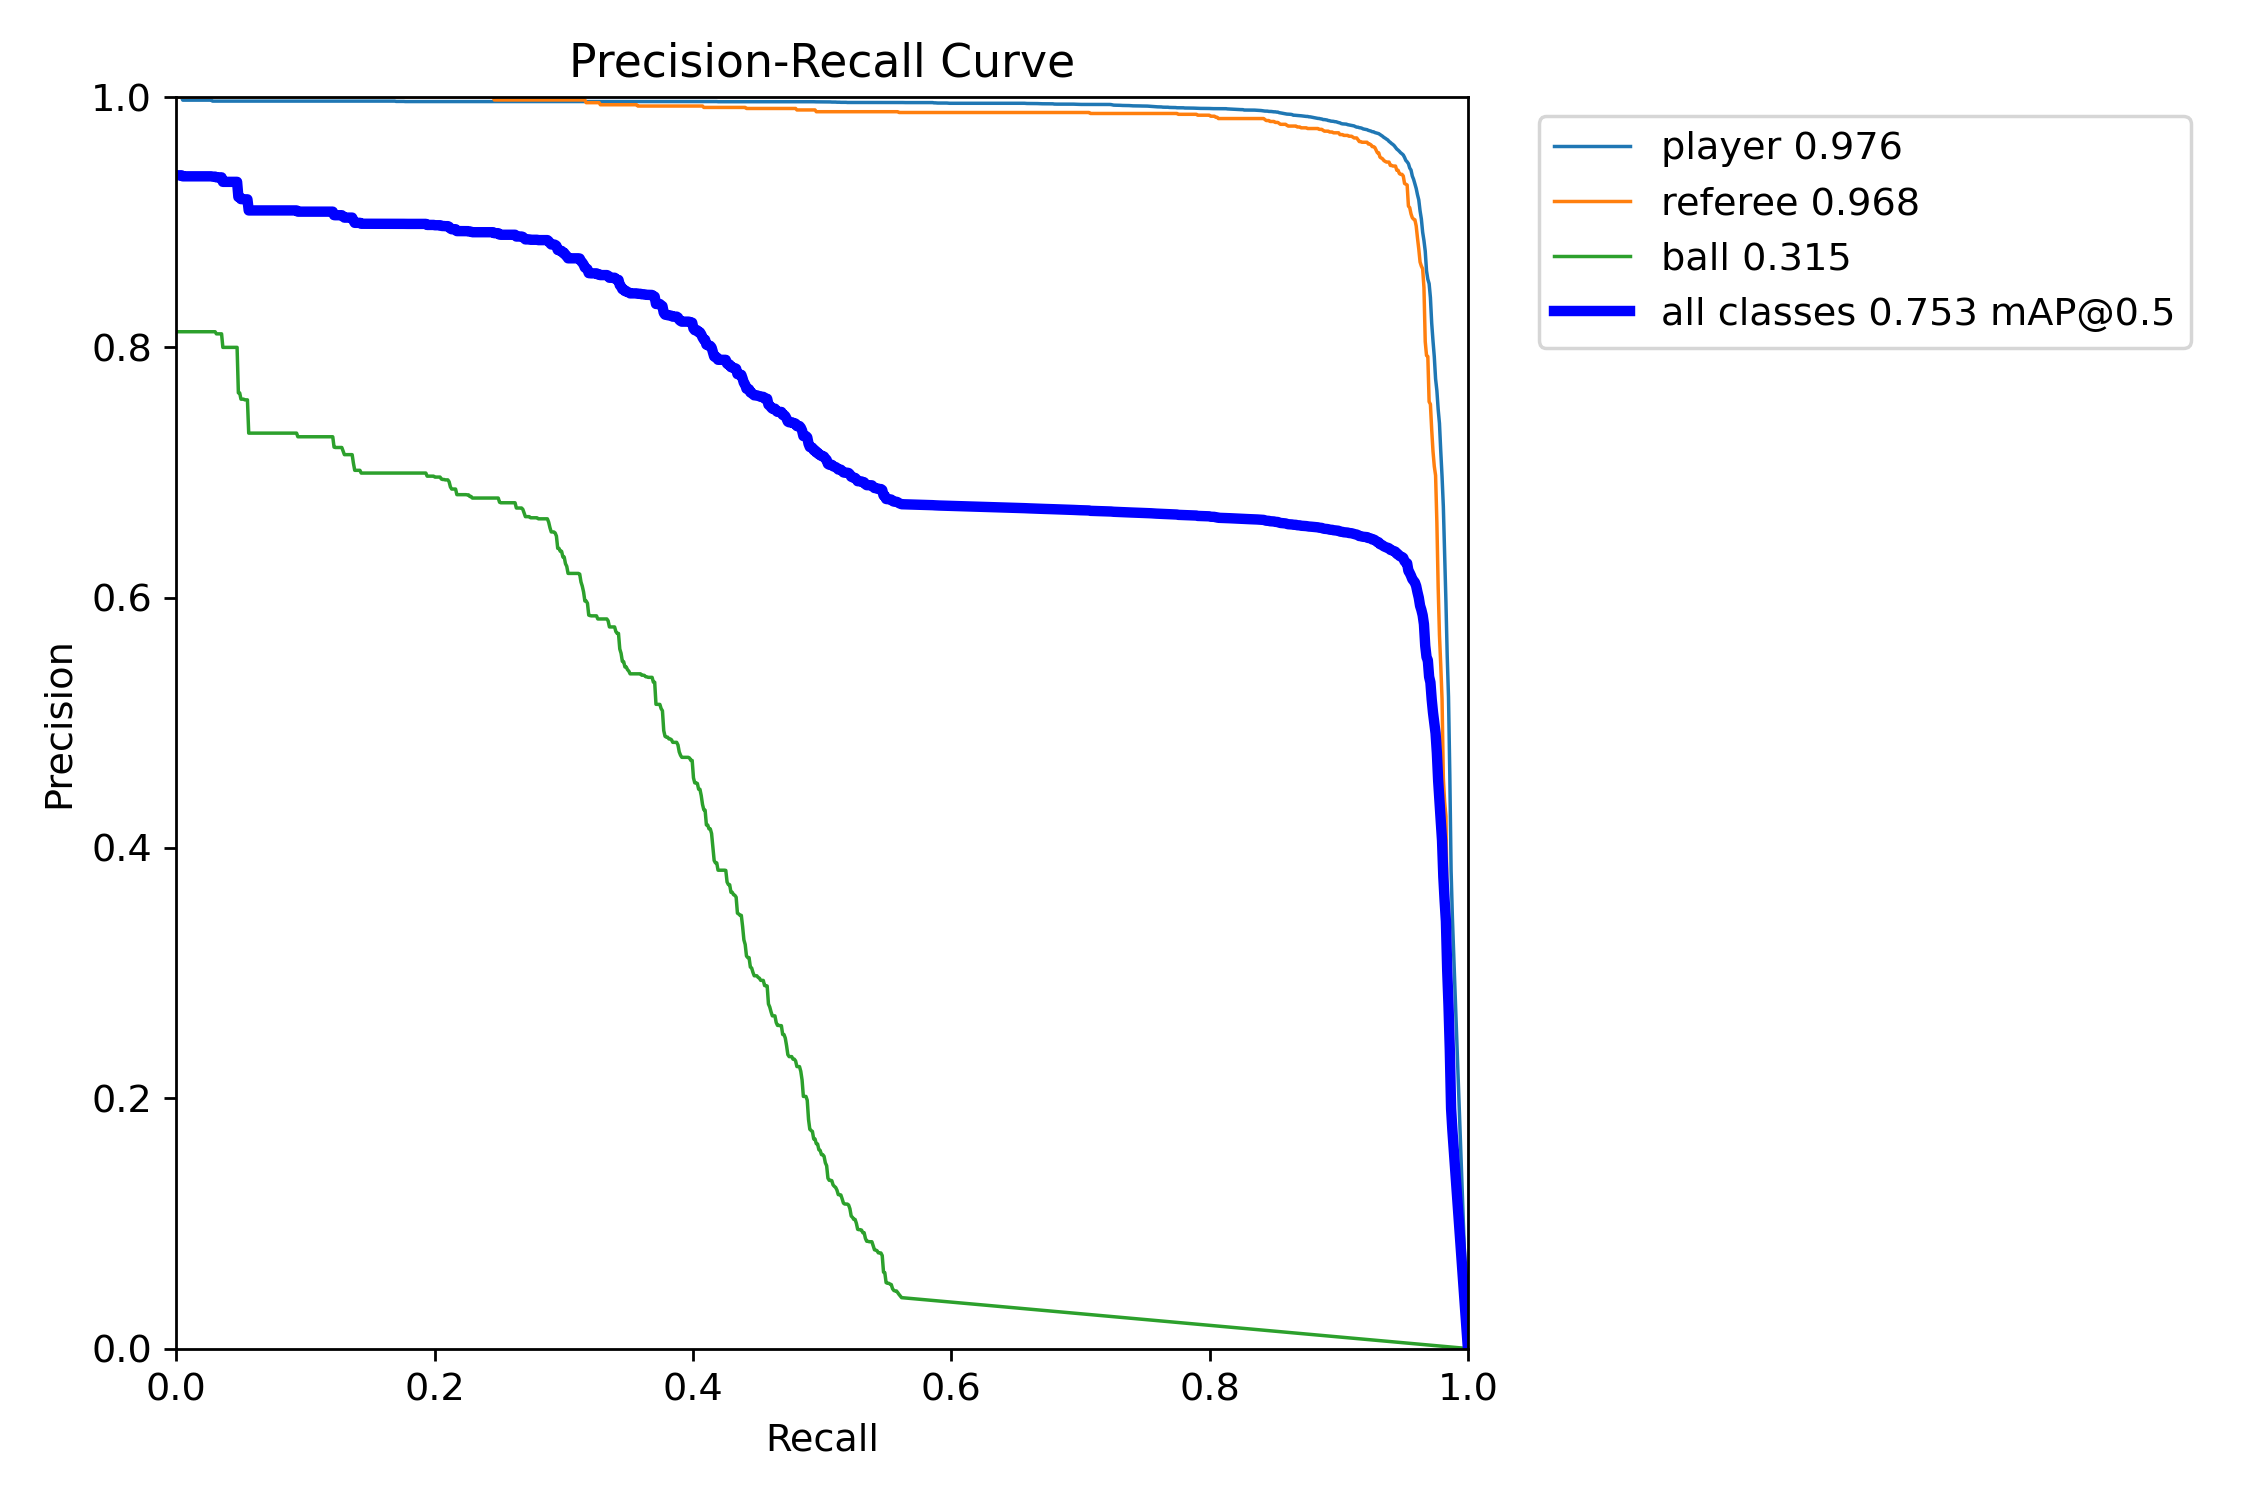 Precision-Recall Curve
1.0
0.8
0.6
0.4
0.2
0.0
Precision
0.0 0.2 0.4 0.6 0.8 1.0
Recall
player 0.976
referee 0.968
ball 0.315
all classes 0.753 mAP@0.5